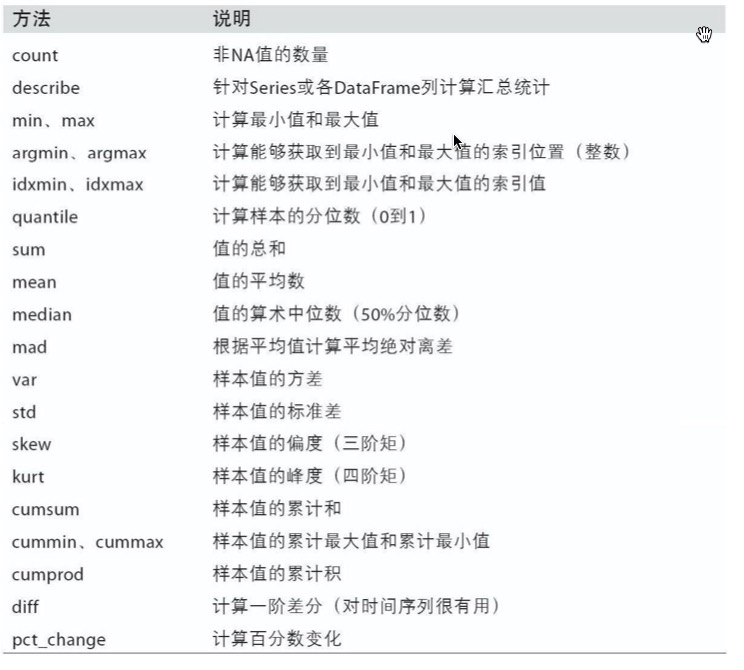 方法 说明
count 非NA值的数量
describe 针对Series或各DataFrame列计算汇总统计
min、max 计算最小值和最大值
argmin、argmax 计算能够获取到最小值和最大值的索引位置（整数）
idxmin、idxmax 计算能够获取到最小值和最大值的索引值
quantile 计算样本的分位数（0到1）
sum 值的总和
mean 值的平均数
median 值的算术中位数（50%分位数）
mad 根据平均值计算平均绝对离差
var 样本值的方差
std 样本值的标准差
skew 样本值的偏度（三阶矩）
kurt 样本值的峰度（四阶矩）
cumsum 样本值的累计和
cummin、cummax 样本值的累计最大值和累计最小值
cumprod 样本值的累计积
diff 计算一阶差分（对时间序列很有用）
pct_change 计算百分数变化